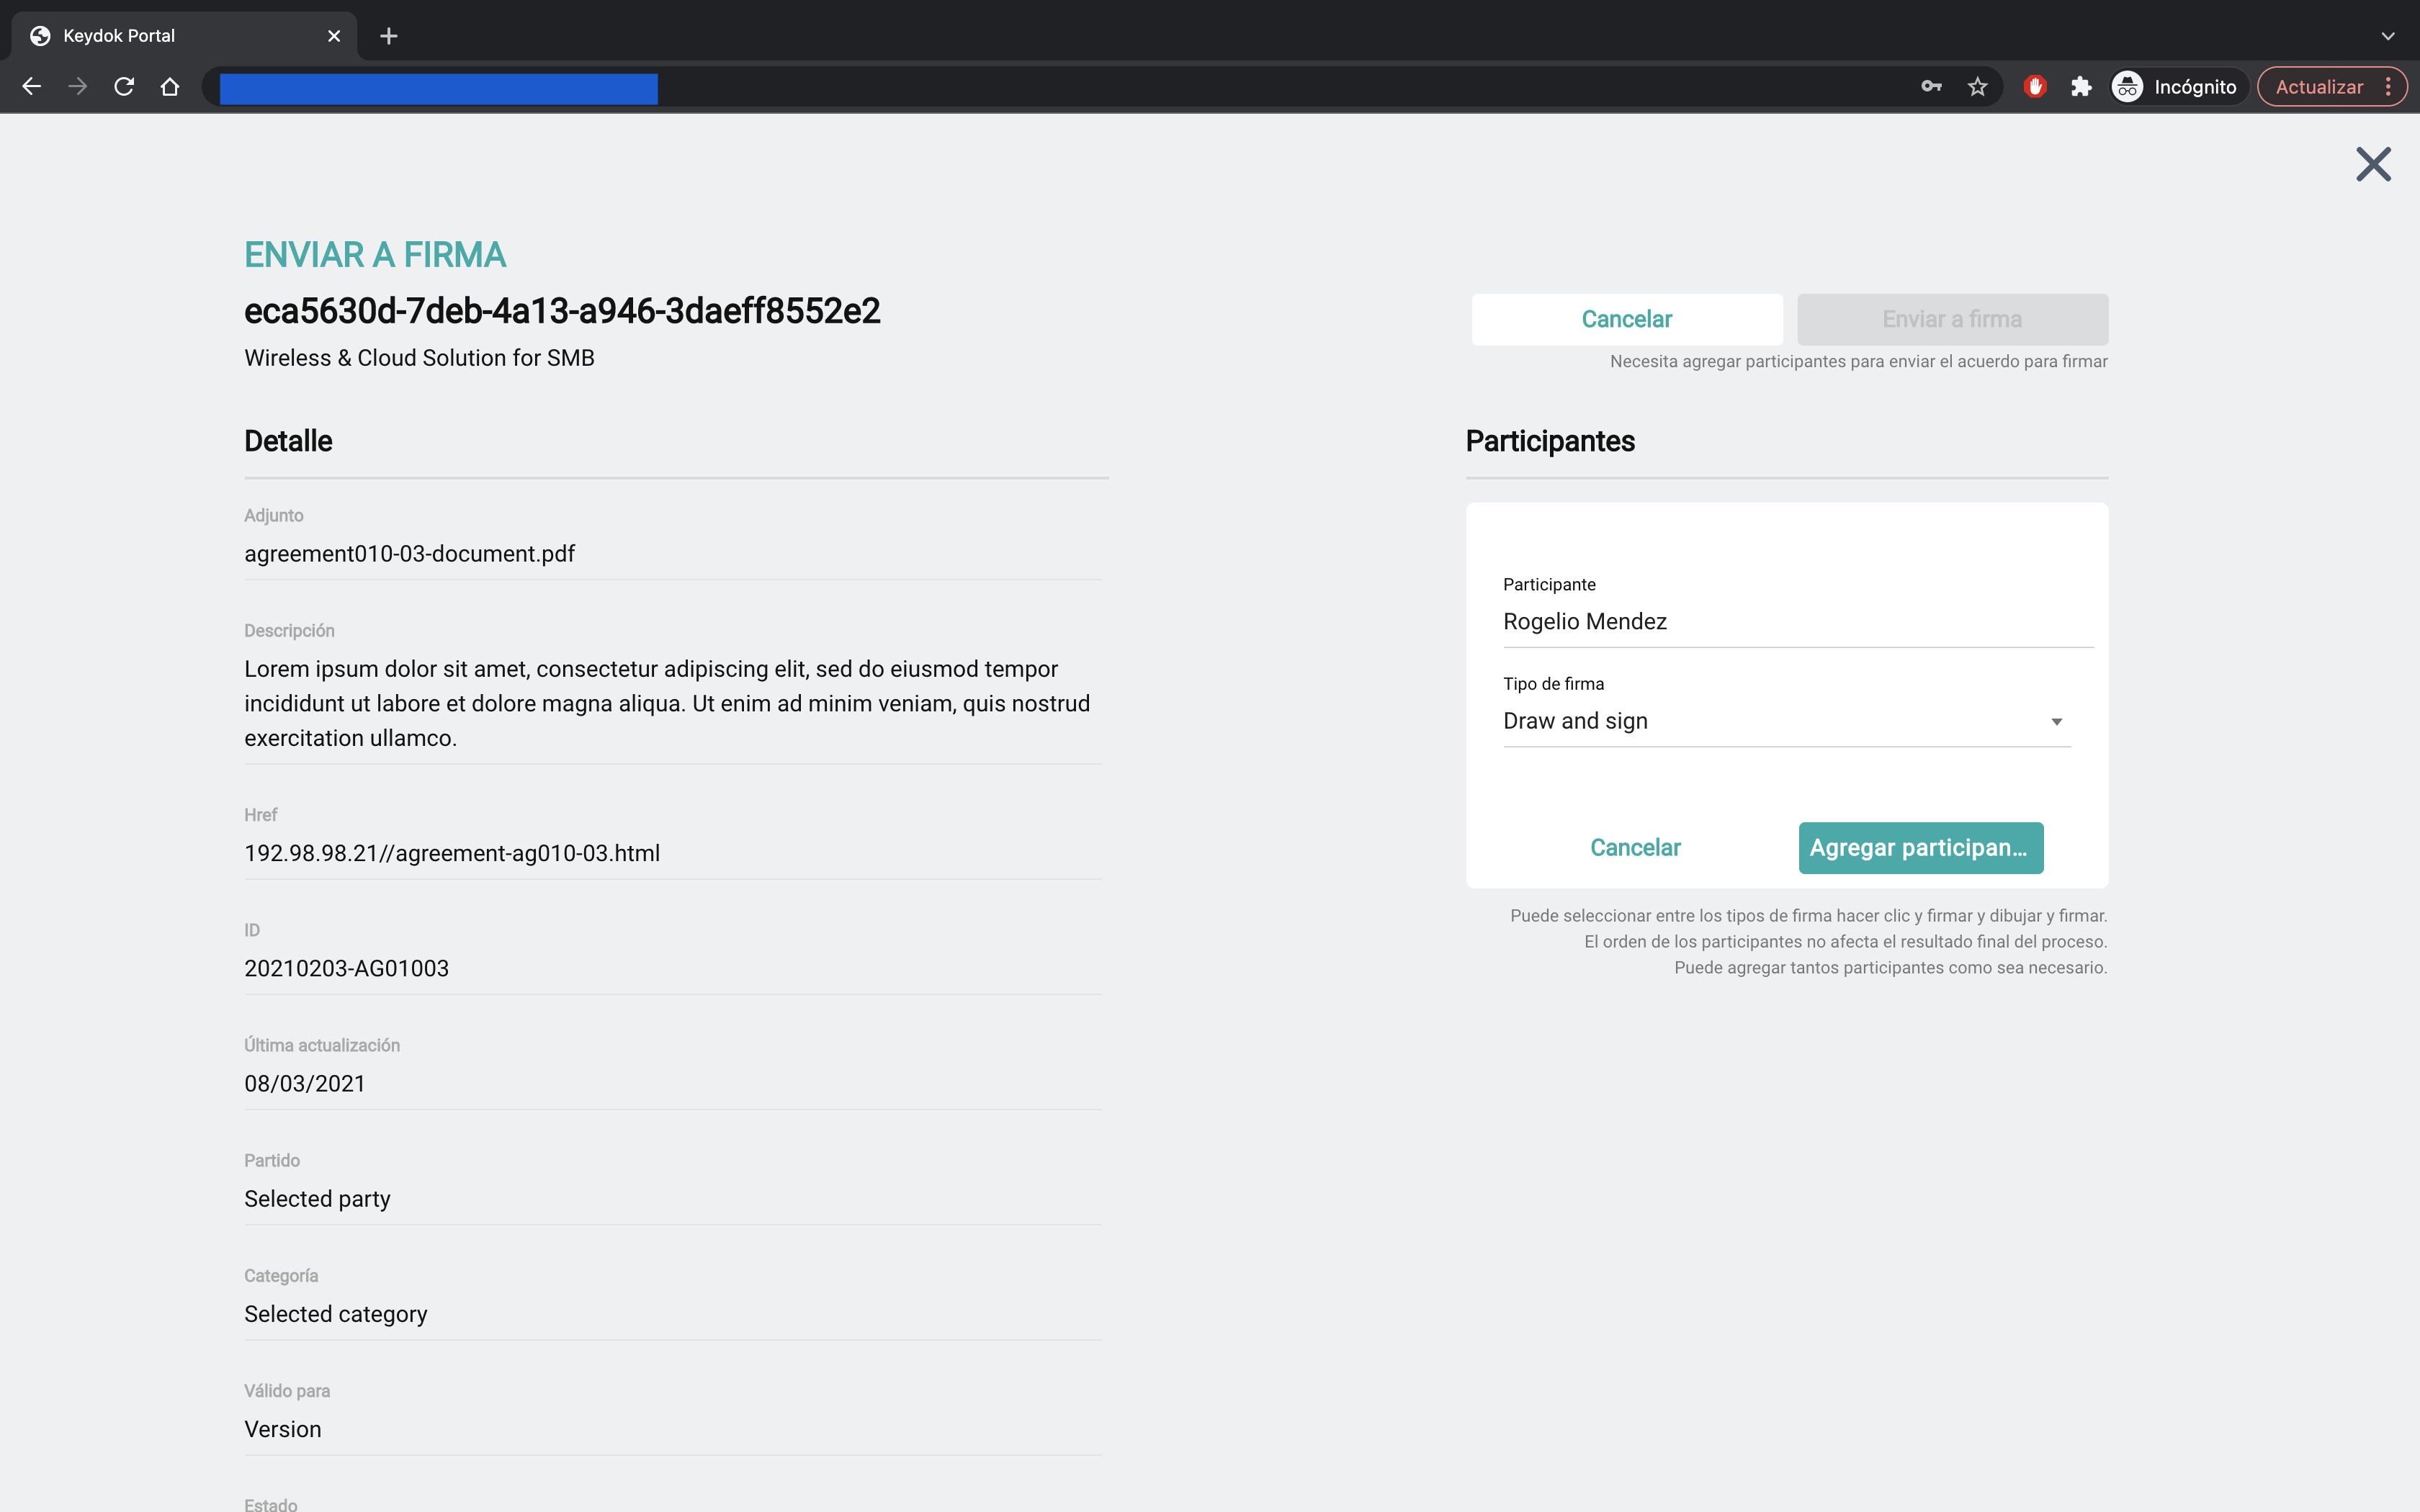 Keydok Portal
Incógnito
Actualizar
ENVIAR A FIRMA
eca5630d-7deb-4a13-a946-3daeff8552e2
Wireless & Cloud Solution for SMB
Cancelar
Enviar a firma
Necesita agregar participantes para enviar el acuerdo para firmar
Detalle
Adjunto
agreement010-03-document.pdf
Descripción
Lorem ipsum dolor sit amet, consectetur adipiscing elit, sed do eiusmod tempor
incididunt ut labore et dolore magna aliqua. Ut enim ad minim veniam, quis nostrud
exercitation ullamco.
Href
192.98.98.21//agreement-ag010-03.html
ID
20210203-AG01003
Última actualización
08/03/2021
Partido
Selected party
Categoría
Selected category
Válido para
Version
Estado
Participantes
Participante
Rogelio Mendez
Tipo de firma
Draw and sign
Cancelar
Agregar participan...
Puede seleccionar entre los tipos de firma hacer clic y firmar y dibujar y firmar.
El orden de los participantes no afecta el resultado final del proceso.
Puede agregar tantos participantes como sea necesario.